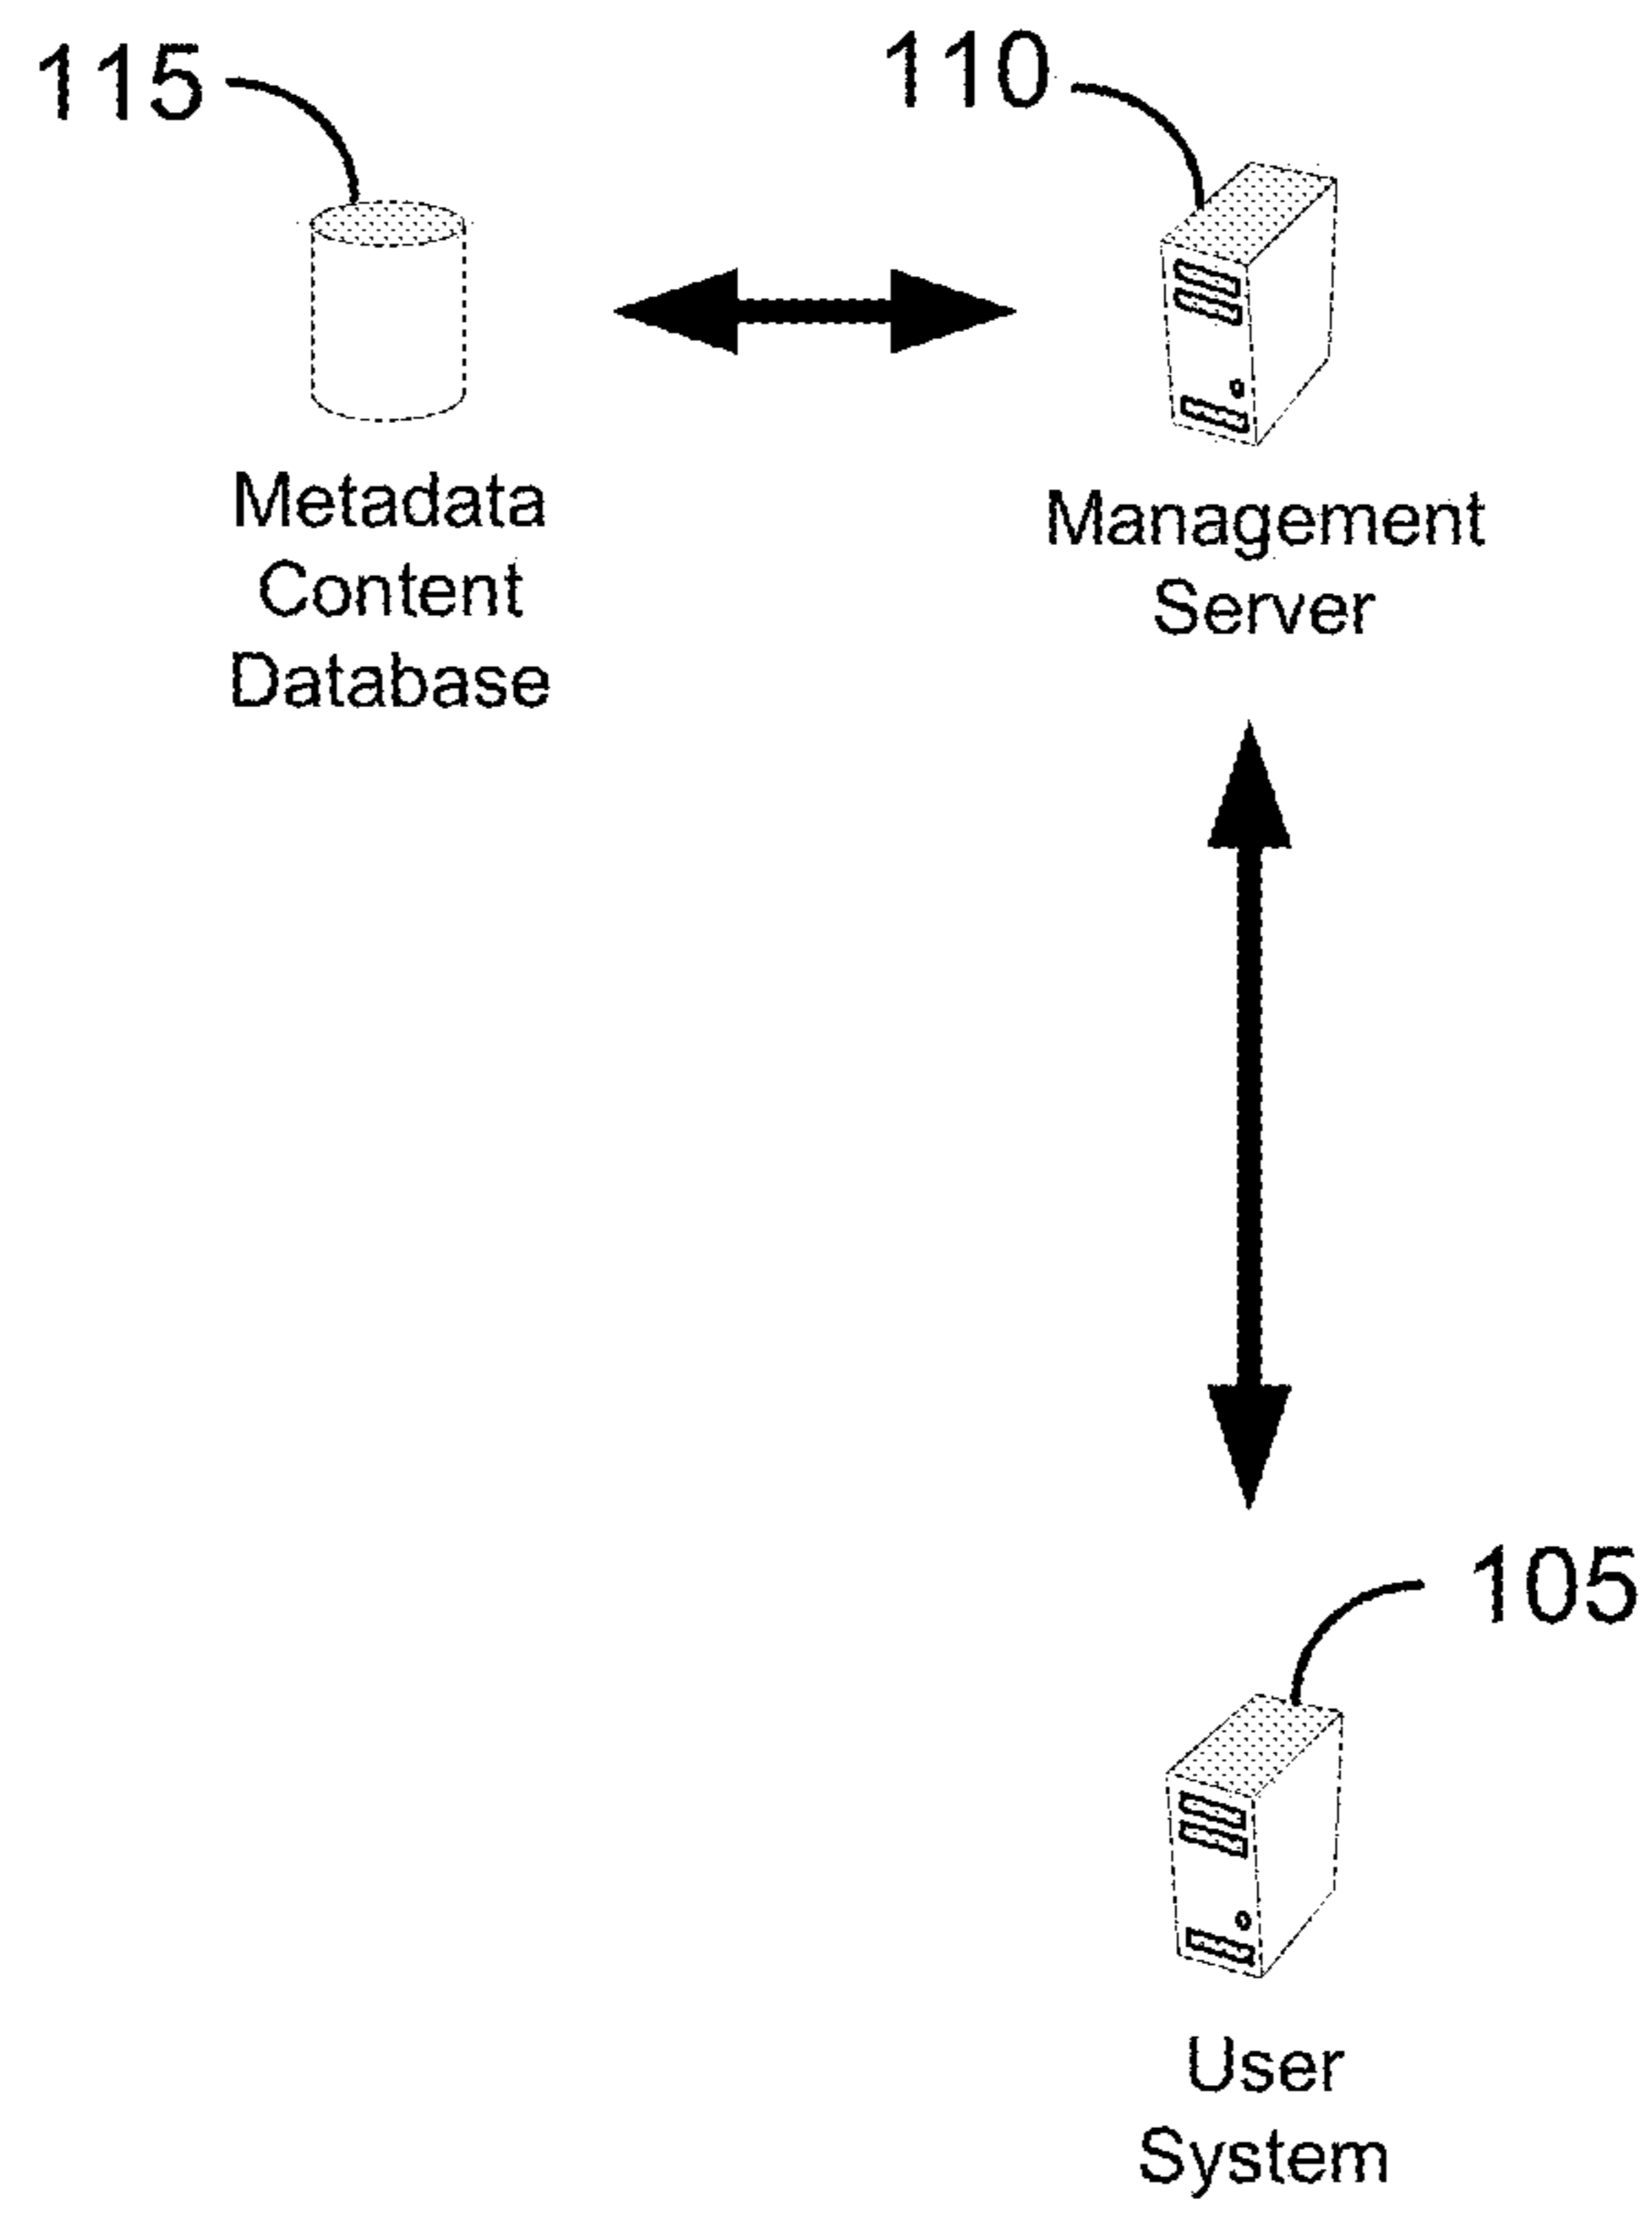 115
110
Metadata
Content
Database
Management
Server
105
User
System